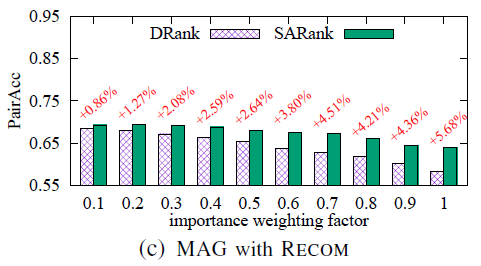 0.95
0.85
0.75
0.65
0.55
PairAcc
DRank SARank
+0.86% +1.27% +2.08% +2.59% +2.64% +3.80% +4.51% +4.21% +4.36% +5.68%
0.1 0.2 0.3 0.4 0.5 0.6 0.7 0.8 0.9 1
importance weighting factor
(c) MAG with RECOM